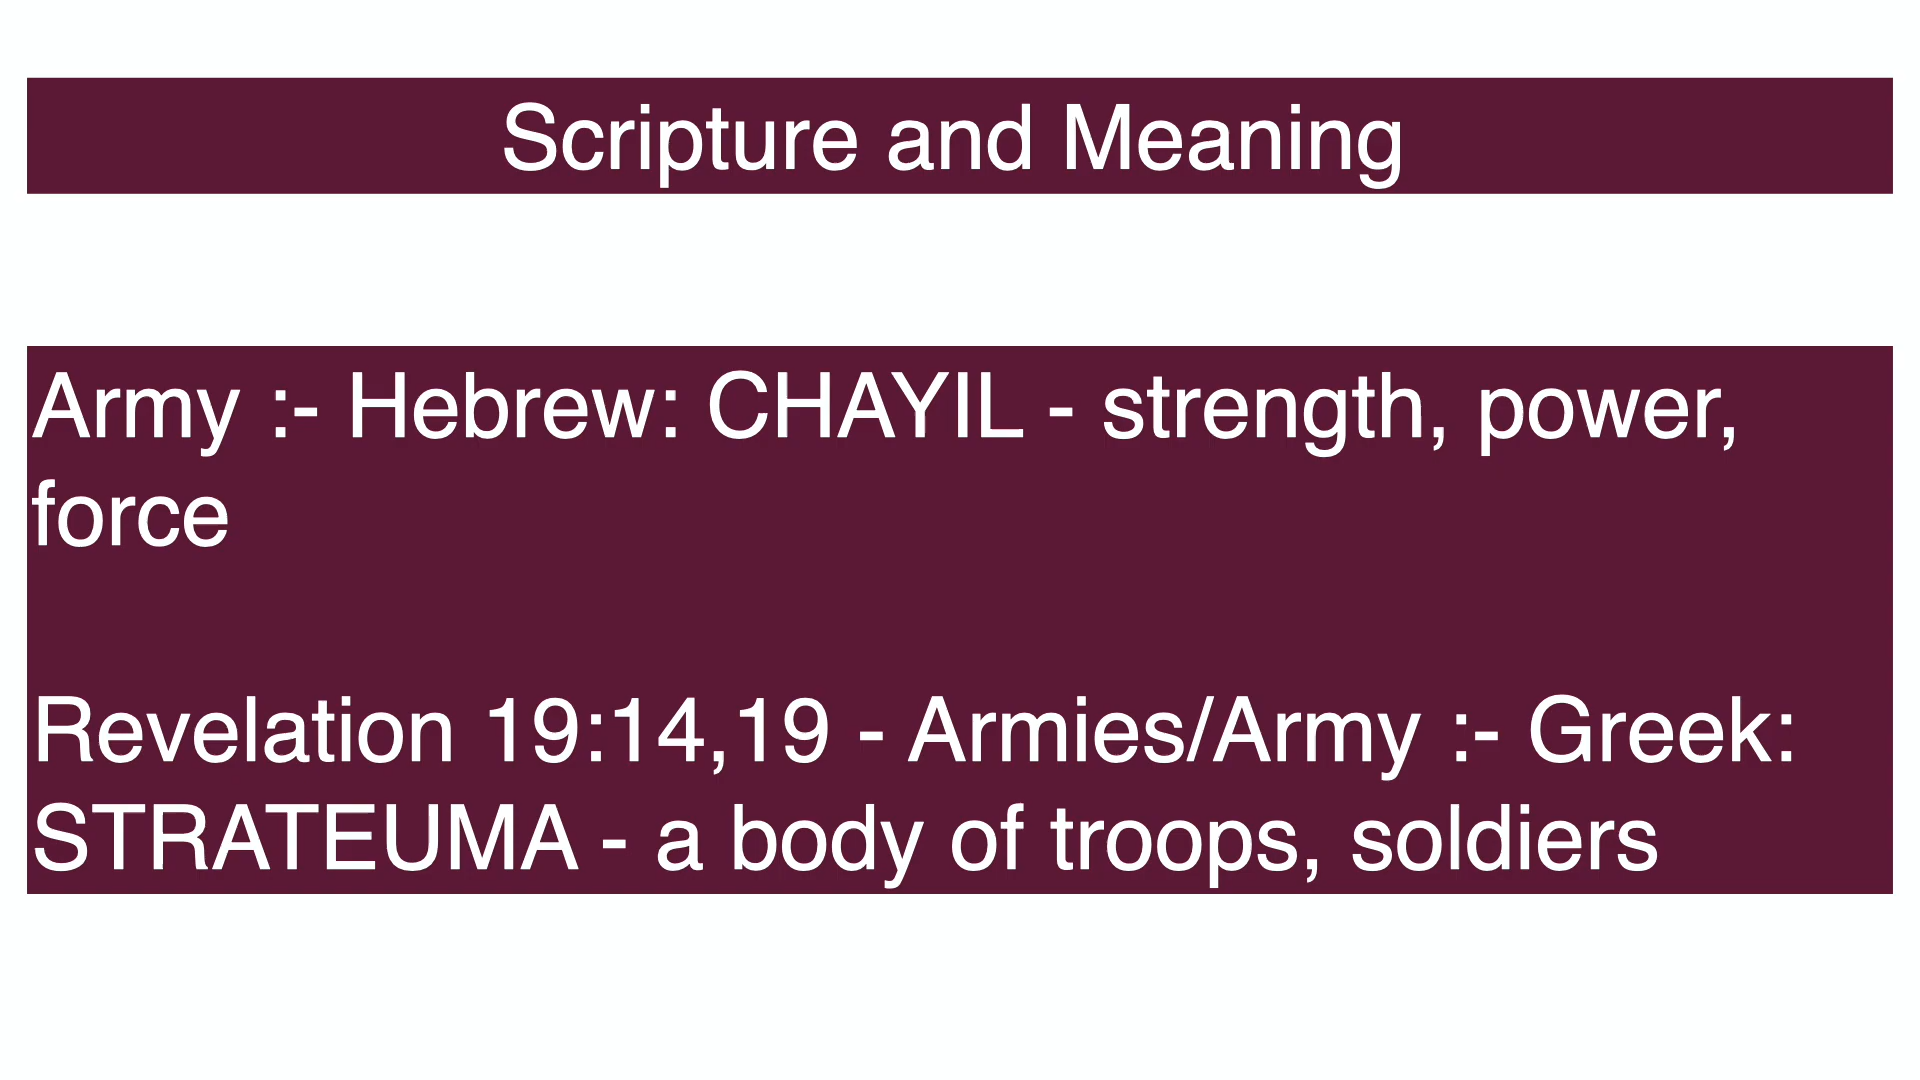 Scripture and Meaning
Army :- Hebrew: CHAYIL - strength, power,
force
Revelation 19:14,19 - Armies/Army :- Greek:
STRATEUMA - a body of troops, soldiers